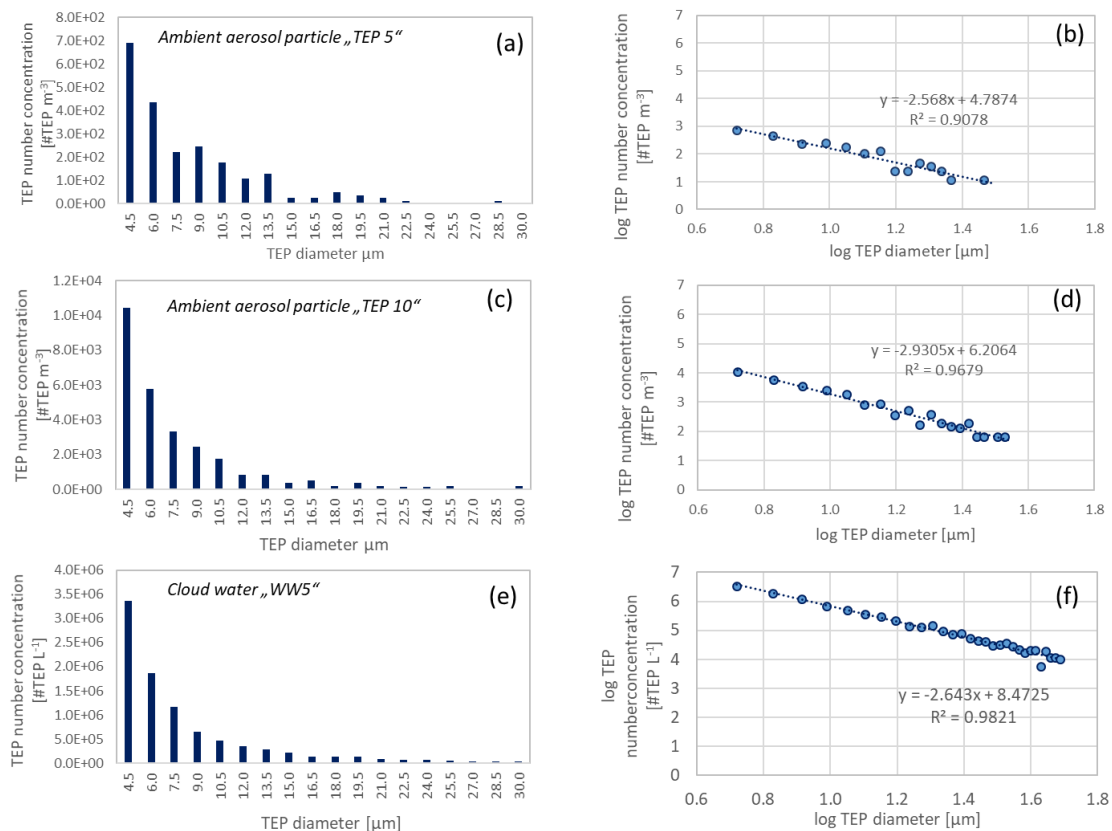 Ambient aerosol particle „TEP 5“
(a)
TEP number concentration
[#TEP m⁻³]
8.0E+02
7.0E+02
6.0E+02
5.0E+02
4.0E+02
3.0E+02
2.0E+02
1.0E+02
0.0E+00
4.5 6.0 7.5 9.0 10.5 12.0 13.5 15.0 16.5 18.0 19.5 21.0 22.5 24.0 25.5 27.0 28.5 30.0
TEP diameter µm
(b)
log TEP number concentration
[#TEP m⁻³]
7
6
5
4
3
2
1
0
y = -2.568x + 4.7874
R² = 0.9078
0.6 0.8 1.0 1.2 1.4 1.6 1.8
log TEP diameter [µm]
Ambient aerosol particle „TEP 10“
(c)
TEP number concentration
[#TEP m⁻³]
1.2E+04
1.0E+04
8.0E+03
6.0E+03
4.0E+03
2.0E+03
0.0E+00
4.5 6.0 7.5 9.0 10.5 12.0 13.5 15.0 16.5 18.0 19.5 21.0 22.5 24.0 25.5 27.0 28.5 30.0
TEP diameter µm
(d)
log TEP number concentration
[#TEP m⁻³]
7
6
5
4
3
2
1
0
y = -2.9305x + 6.2064
R² = 0.9679
0.6 0.8 1.0 1.2 1.4 1.6 1.8
log TEP diameter [µm]
Cloud water „WW5“
(e)
TEP number concentration
[#TEP L⁻¹]
4.0E+06
3.5E+06
3.0E+06
2.5E+06
2.0E+06
1.5E+06
1.0E+06
5.0E+05
0.0E+00
4.5 6.0 7.5 9.0 10.5 12.0 13.5 15.0 16.5 18.0 19.5 21.0 22.5 24.0 25.5 27.0 28.5 30.0
TEP diameter [µm]
(f)
log TEP
numberconcentration
[#TEP L⁻¹]
7
6
5
4
3
2
1
0
y = -2.643x + 8.4725
R² = 0.9821
0.6 0.8 1.0 1.2 1.4 1.6 1.8
log TEP diameter [µm]